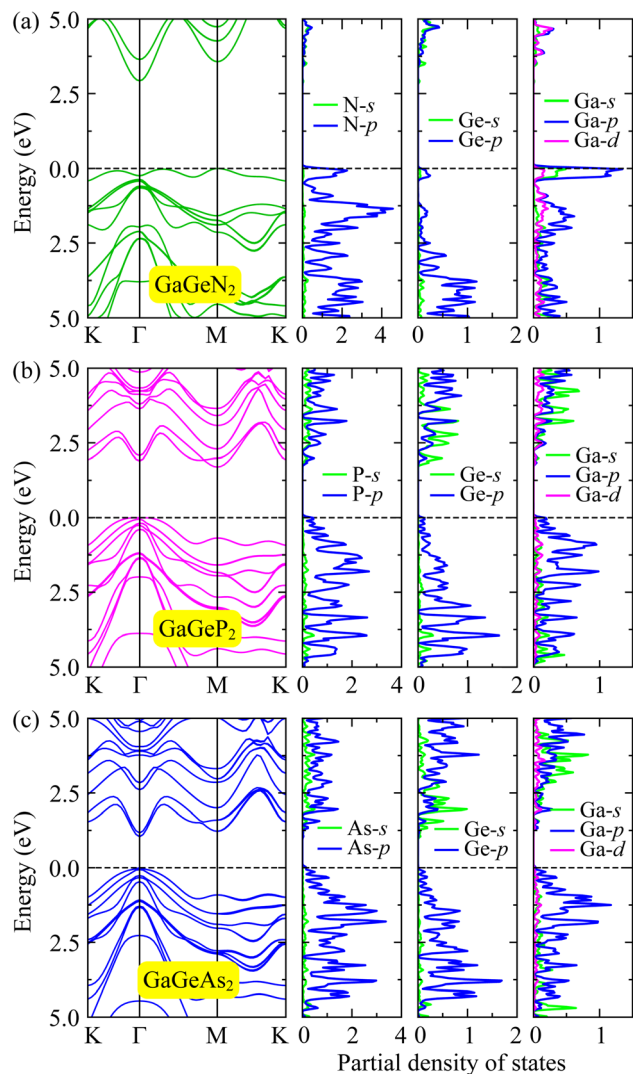 (a)
5.0
2.5
0.0
2.5
5.0
Energy (eV)
GaGeN₂
K Γ M K
N-s
N-p
0 2 4
Ge-s
Ge-p
0 1 2
Ga-s
Ga-p
Ga-d
0 1
(b)
5.0
2.5
0.0
2.5
5.0
Energy (eV)
GaGeP₂
K Γ M K
P-s
P-p
0 2 4
Ge-s
Ge-p
0 1 2
Ga-s
Ga-p
Ga-d
0 1
(c)
5.0
2.5
0.0
2.5
5.0
Energy (eV)
GaGeAs₂
K Γ M K
As-s
As-p
0 2 4
Ge-s
Ge-p
0 1 2
Ga-s
Ga-p
Ga-d
0 1
Partial density of states